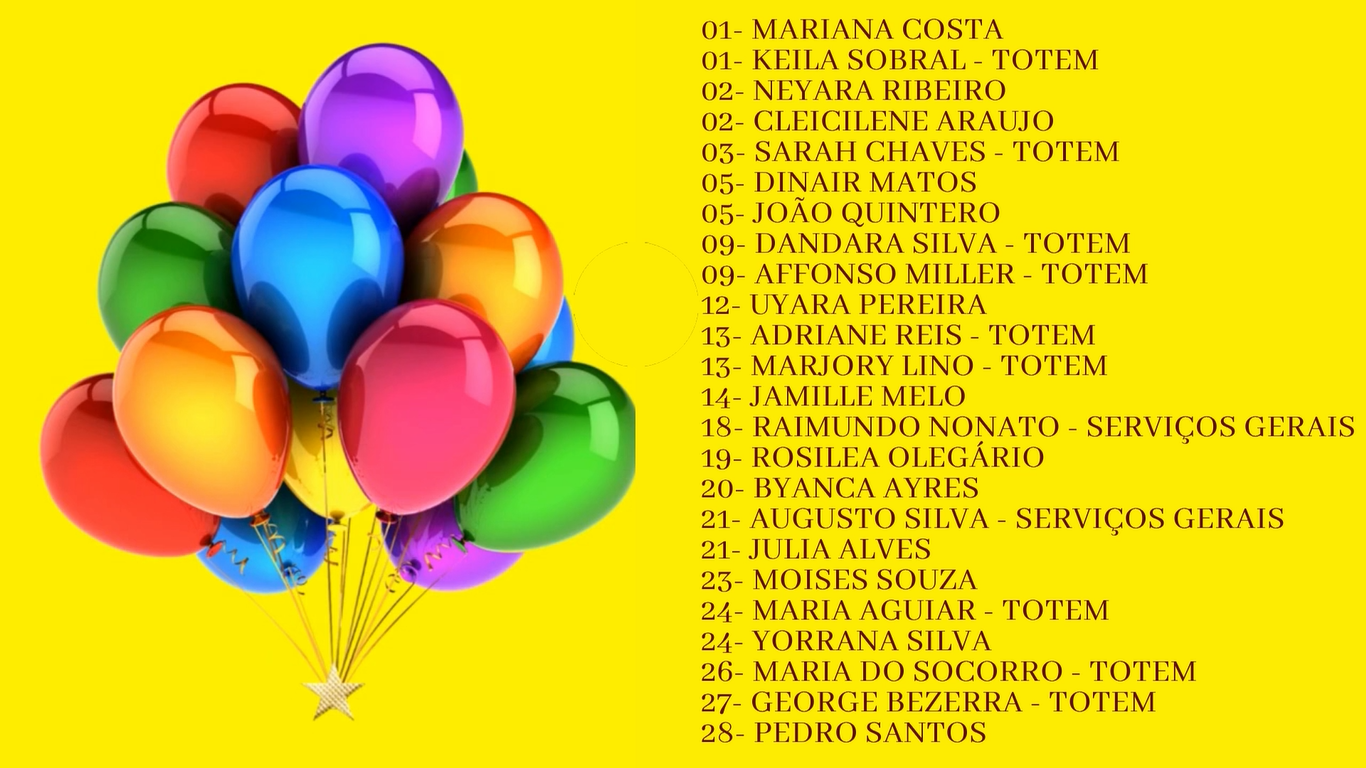 01- MARIANA COSTA
01- KEILA SOBRAL - TOTEM
02- NEYARA RIBEIRO
02- CLEICILENE ARAUJO
03- SARAH CHAVES - TOTEM
05- DINAIR MATOS
05- JOÃO QUINTERO
09- DANDARA SILVA - TOTEM
09- AFFONSO MILLER - TOTEM
12- UYARA PEREIRA
13- ADRIANE REIS - TOTEM
13- MARJORY LINO - TOTEM
14- JAMILLE MELO
18- RAIMUNDO NONATO - SERVIÇOS GERAIS
19- ROSILEA OLEGÁRIO
20- BYANCA AYRES
21- AUGUSTO SILVA - SERVIÇOS GERAIS
21- JULIA ALVES
23- MOISES SOUZA
24- MARIA AGUIAR - TOTEM
24- YORRANA SILVA
26- MARIA DO SOCORRO - TOTEM
27- GEORGE BEZERRA - TOTEM
28- PEDRO SANTOS